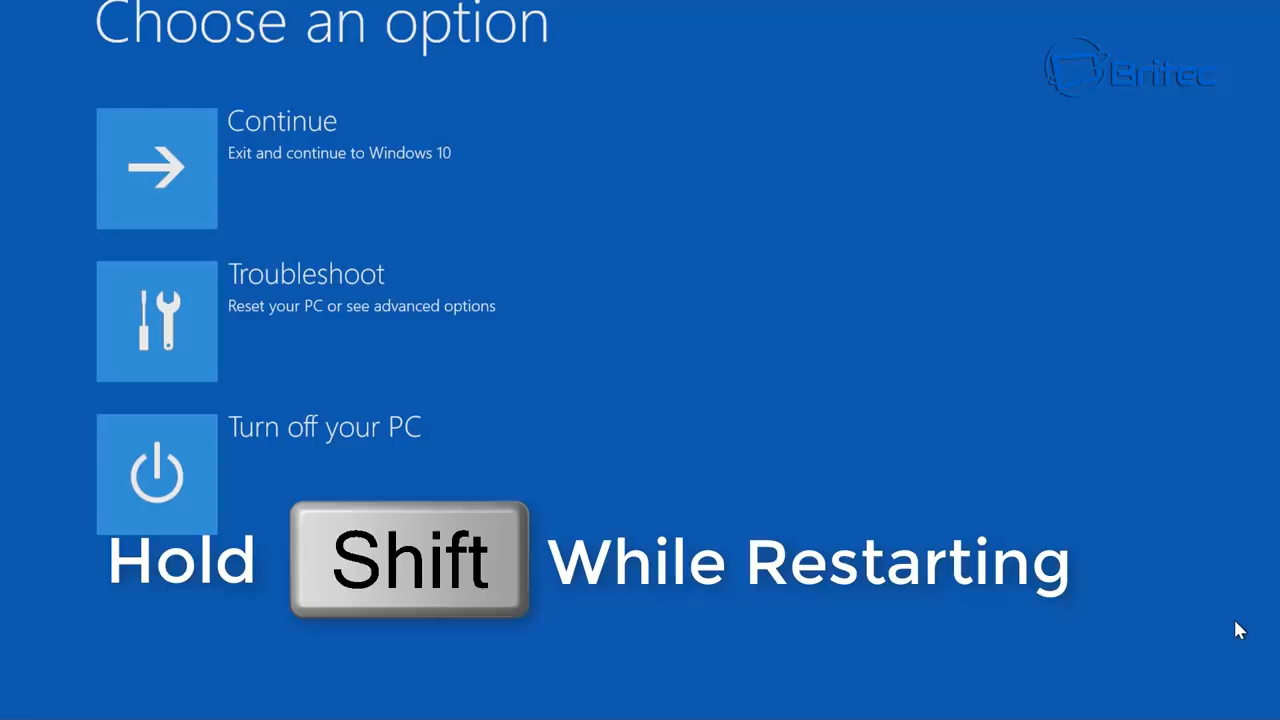 Choose an option
Britec
Continue
Exit and continue to Windows 10
Troubleshoot
Reset your PC or see advanced options
Turn off your PC
Hold Shift While Restarting